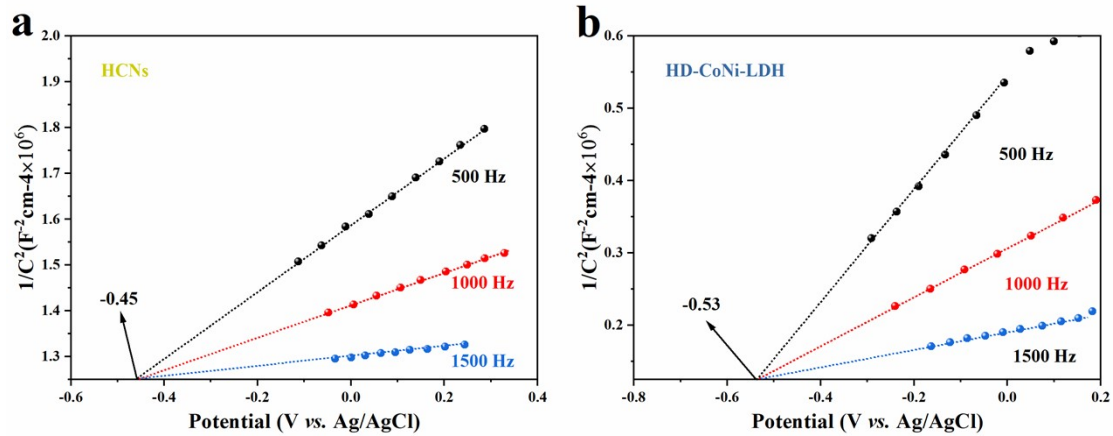 a
HCNs
2.0
1.9
1.8
1.7
1.6
1.5
1.4
1.3
1/C²(F⁻²cm-4×10⁶)
500 Hz
1000 Hz
1500 Hz
-0.45
-0.6 -0.4 -0.2 0.0 0.2 0.4
Potential (V vs. Ag/AgCl)
b
HD-CoNi-LDH
0.6
0.5
0.4
0.3
0.2
1/C²(F⁻²cm-4×10⁶)
500 Hz
1000 Hz
1500 Hz
-0.53
-0.8 -0.6 -0.4 -0.2 0.0 0.2
Potential (V vs. Ag/AgCl)